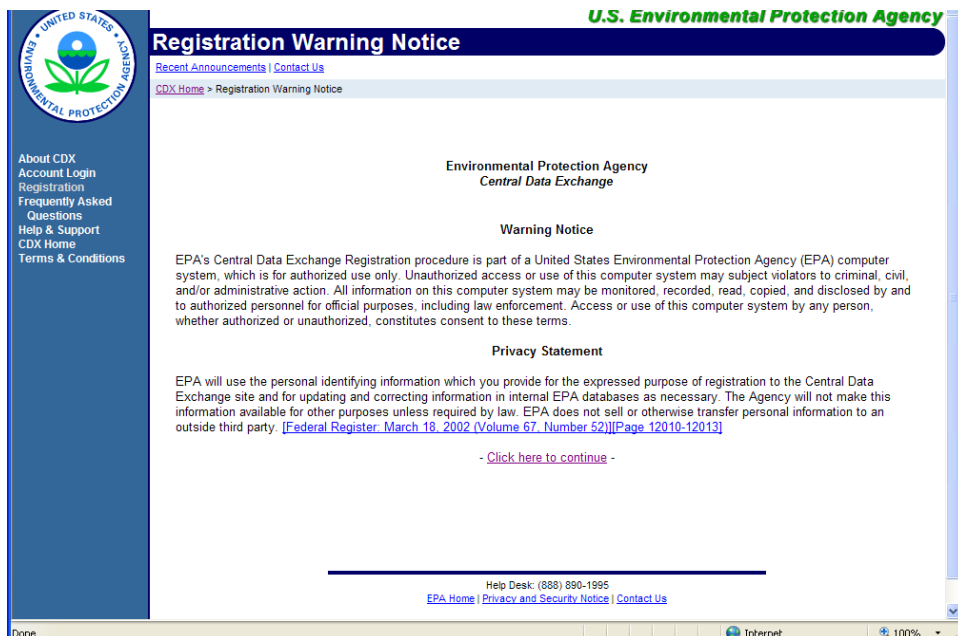 UNITED STATES
ENVIRONMENTAL PROTECTION AGENCY
U.S. Environmental Protection Agency
Registration Warning Notice
Recent Announcements | Contact Us
CDX Home > Registration Warning Notice
About CDX
Account Login
Registration
Frequently Asked
Questions
Help & Support
CDX Home
Terms & Conditions
Environmental Protection Agency
Central Data Exchange
Warning Notice
EPA's Central Data Exchange Registration procedure is part of a United States Environmental Protection Agency (EPA) computer
system, which is for authorized use only. Unauthorized access or use of this computer system may subject violators to criminal, civil,
and/or administrative action. All information on this computer system may be monitored, recorded, read, copied, and disclosed by and
to authorized personnel for official purposes, including law enforcement. Access or use of this computer system by any person,
whether authorized or unauthorized, constitutes consent to these terms.
Privacy Statement
EPA will use the personal identifying information which you provide for the expressed purpose of registration to the Central Data
Exchange site and for updating and correcting information in internal EPA databases as necessary. The Agency will not make this
information available for other purposes unless required by law. EPA does not sell or otherwise transfer personal information to an
outside third party. [Federal Register: March 18, 2002 (Volume 67, Number 52)][Page 12010-12013]
- Click here to continue -
Help Desk: (888) 890-1995
EPA Home | Privacy and Security Notice | Contact Us
Done
Internet
100%